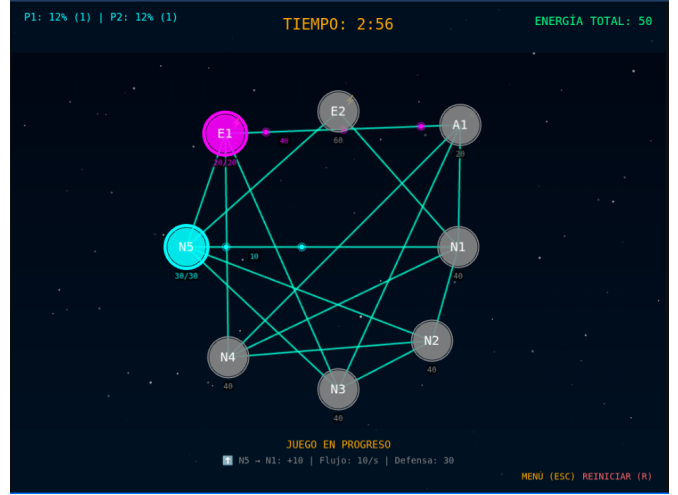 P1: 12% (1) | P2: 12% (1)
TIEMPO: 2:56
ENERGÍA TOTAL: 50
E2
60
A1
20
E1
20/20
40
N5
30/30
10
N1
40
N2
40
N4
40
N3
40
JUEGO EN PROGRESO
⬆️ N5 → N1: +10 | Flujo: 10/s | Defensa: 30
MENÚ (ESC) REINICIAR (R)